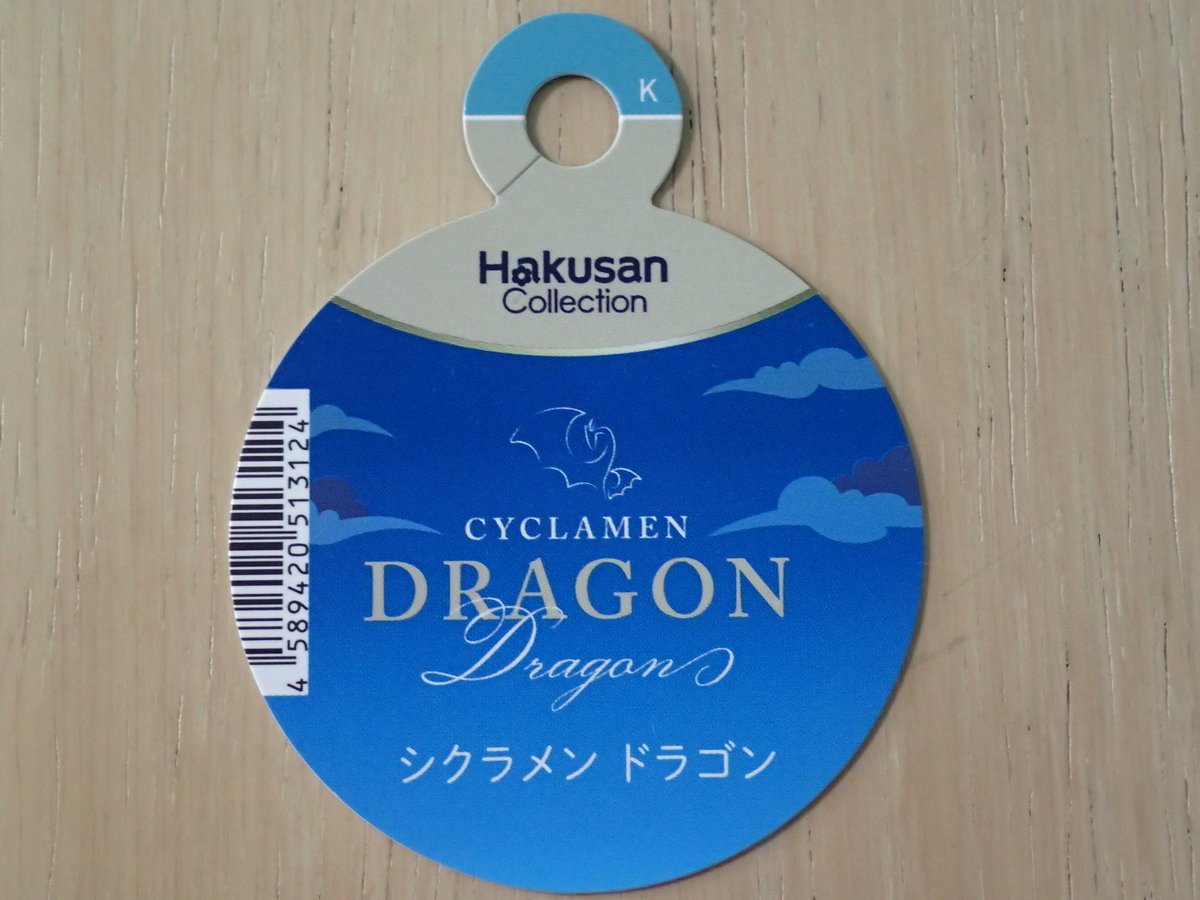 K
Hakusan
Collection
CYCLAMEN
DRAGON
Dragon
シクラメン ドラゴン
4 589420 513124